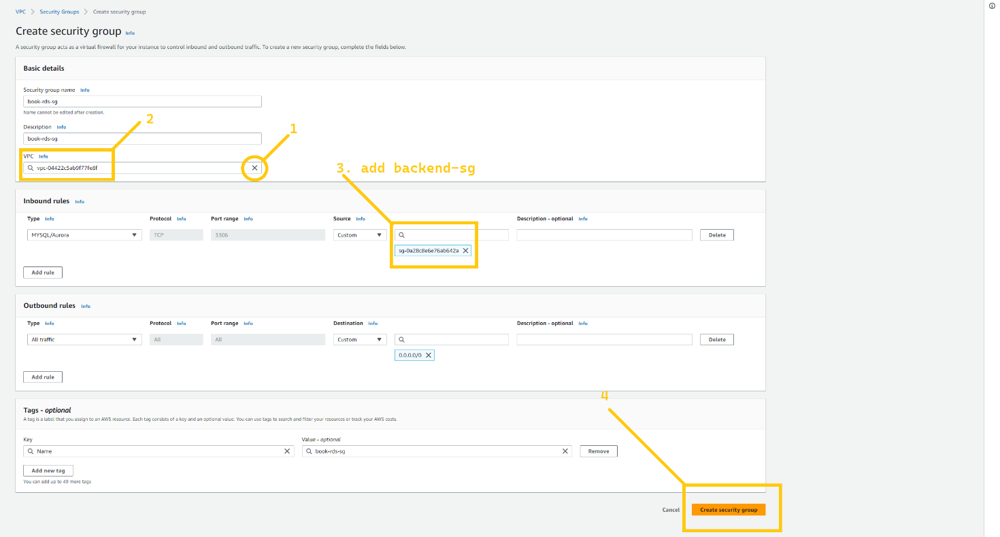 VPC > Security Groups > Create security group
Create security group Info
A security group acts as a virtual firewall for your instance to control inbound and outbound traffic. To create a new security group, complete the fields below.
Basic details
Security group name Info
book-rds-sg
Name cannot be edited after creation.
2
1
Description Info
book-rds-sg
VPC Info
vpc-04422c5ab9f77fe8f
3. add backend-sg
Inbound rules Info
Type Info Protocol Info Port range Info Source Info Description - optional Info
MYSQL/Aurora TCP 3306 Custom Delete
sg-0a28c8e6e76ab642a
Add rule
Outbound rules Info
Type Info Protocol Info Port range Info Destination Info Description - optional Info
All traffic All All Custom Delete
0.0.0.0/0
Add rule
4
Tags - optional
A tag is a label that you assign to an AWS resource. Each tag consists of a key and an optional value. You can use tags to search and filter your resources or track your AWS costs.
Key Value - optional
Name book-rds-sg Remove
Add new tag
You can add up to 49 more tags
Cancel Create security group